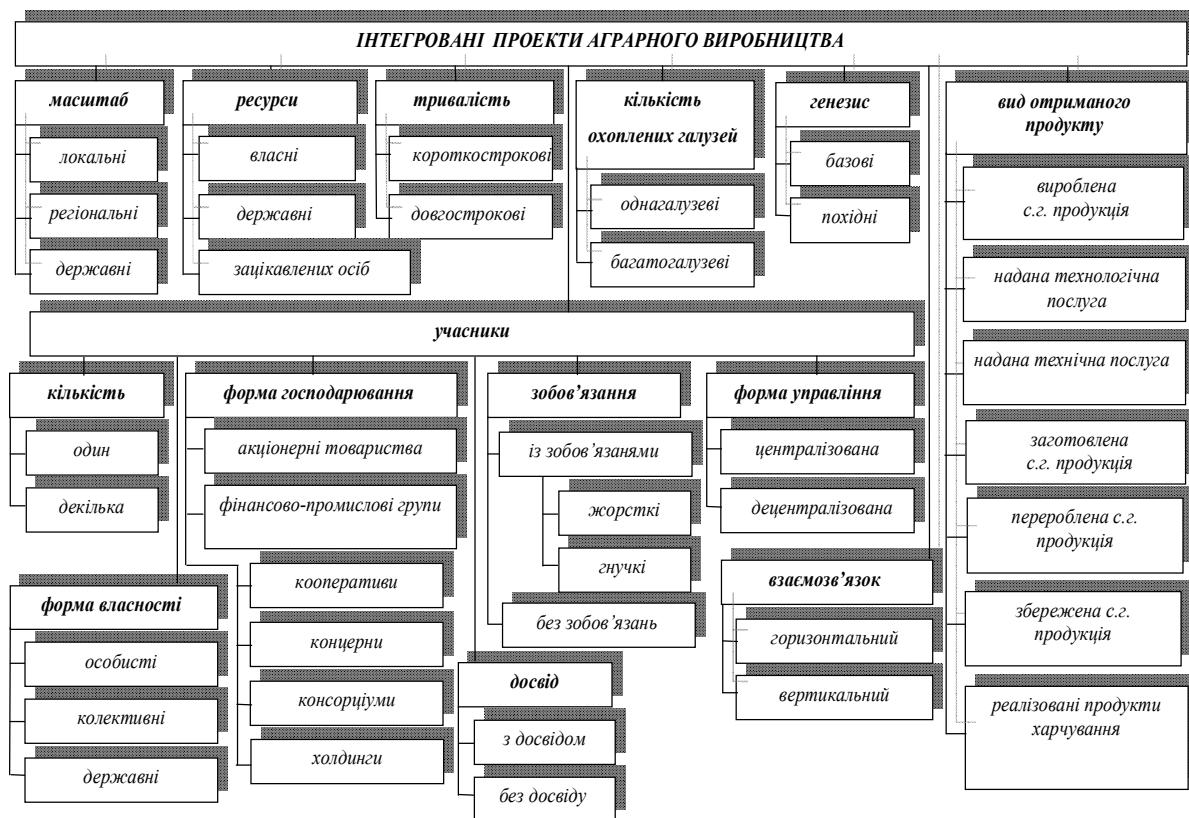 ІНТЕГРОВАНІ ПРОЕКТИ АГРАРНОГО ВИРОБНИЦТВА
масштаб
локальні
регіональні
державні
ресурси
власні
державні
зацікавлених осіб
тривалість
короткострокові
довгострокові
кількість
охоплених галузей
однагалузеві
багатогалузеві
генезис
базові
похідні
вид отриманого
продукту
вироблена
с.г. продукція
надана технологічна
послуга
надана технічна послуга
заготовлена
с.г. продукція
перероблена с.г.
продукція
збережена с.г.
продукція
реалізовані продукти
харчування
учасники
кількість
один
декілька
форма власності
особисті
колективні
державні
форма господарювання
акціонерні товариства
фінансово-промислові групи
кооперативи
концерни
консорціуми
холдинги
зобов’язання
із зобов’язанями
жорсткі
гнучкі
без зобов’язань
досвід
з досвідом
без досвіду
форма управління
централізована
децентралізована
взаємозв’язок
горизонтальний
вертикальний